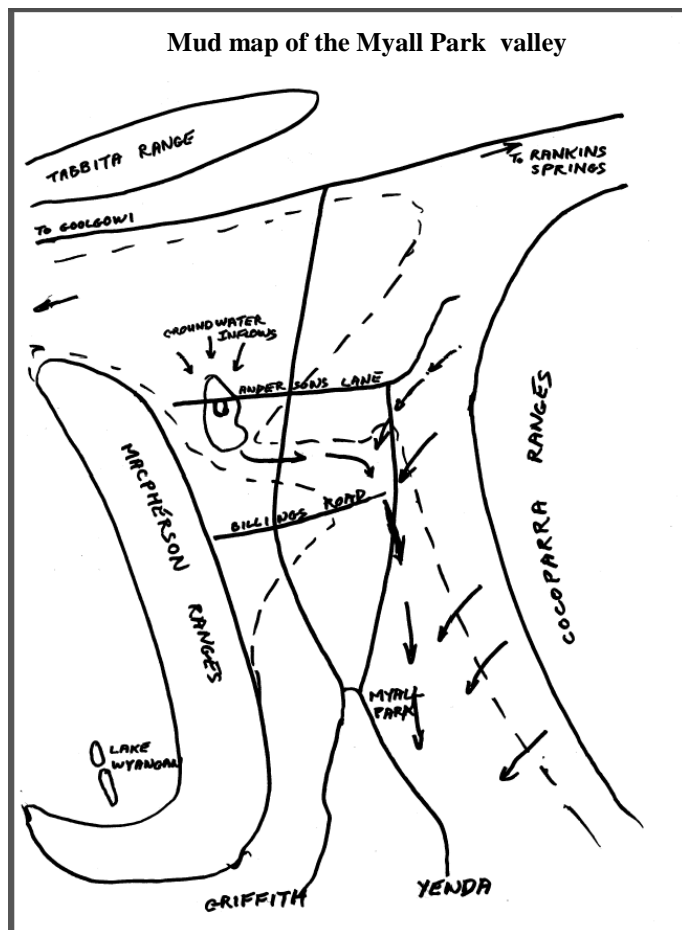 Mud map of the Myall Park valley
TABBITA RANGE
TO RANKINS
SPRINGS
TO GOOLGOWI
GROUNDWATER
INFLOWS
ANDERSONS LANE
MACPHERSON RANGES
COCOPARRA RANGES
BILLINGS ROAD
MYALL
PARK
LAKE
WYANGAN
GRIFFITH
YENDA